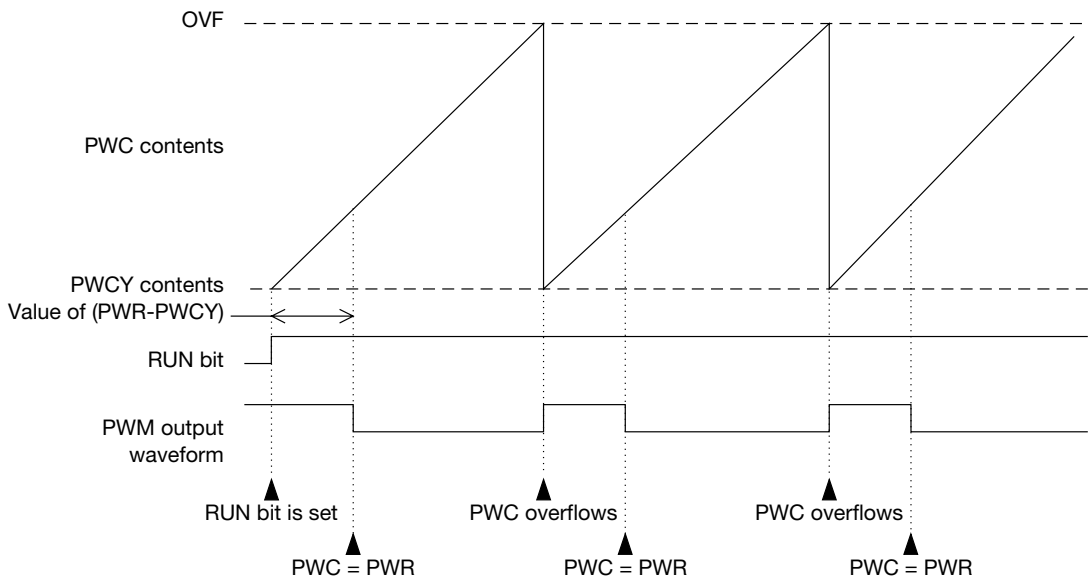 OVF
PWC contents
PWCY contents
Value of (PWR-PWCY)
RUN bit
PWM output
waveform
RUN bit is set
PWC overflows
PWC overflows
PWC = PWR
PWC = PWR
PWC = PWR